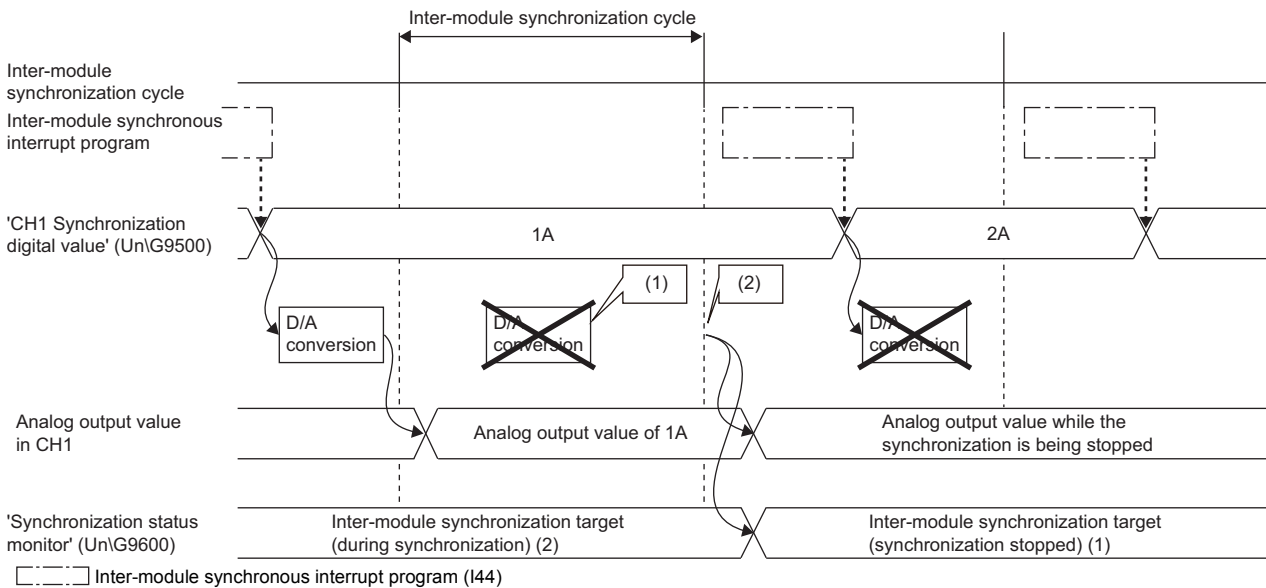 Inter-module synchronization cycle
Inter-module
synchronization cycle
Inter-module synchronous
interrupt program
'CH1 Synchronization
digital value' (Un\G9500)
1A
2A
(1)
(2)
D/A
conversion
D/A
conversion
D/A
conversion
Analog output value
in CH1
Analog output value of 1A
Analog output value while the
synchronization is being stopped
'Synchronization status
monitor' (Un\G9600)
Inter-module synchronization target
(during synchronization) (2)
Inter-module synchronization target
(synchronization stopped) (1)
Inter-module synchronous interrupt program (I44)